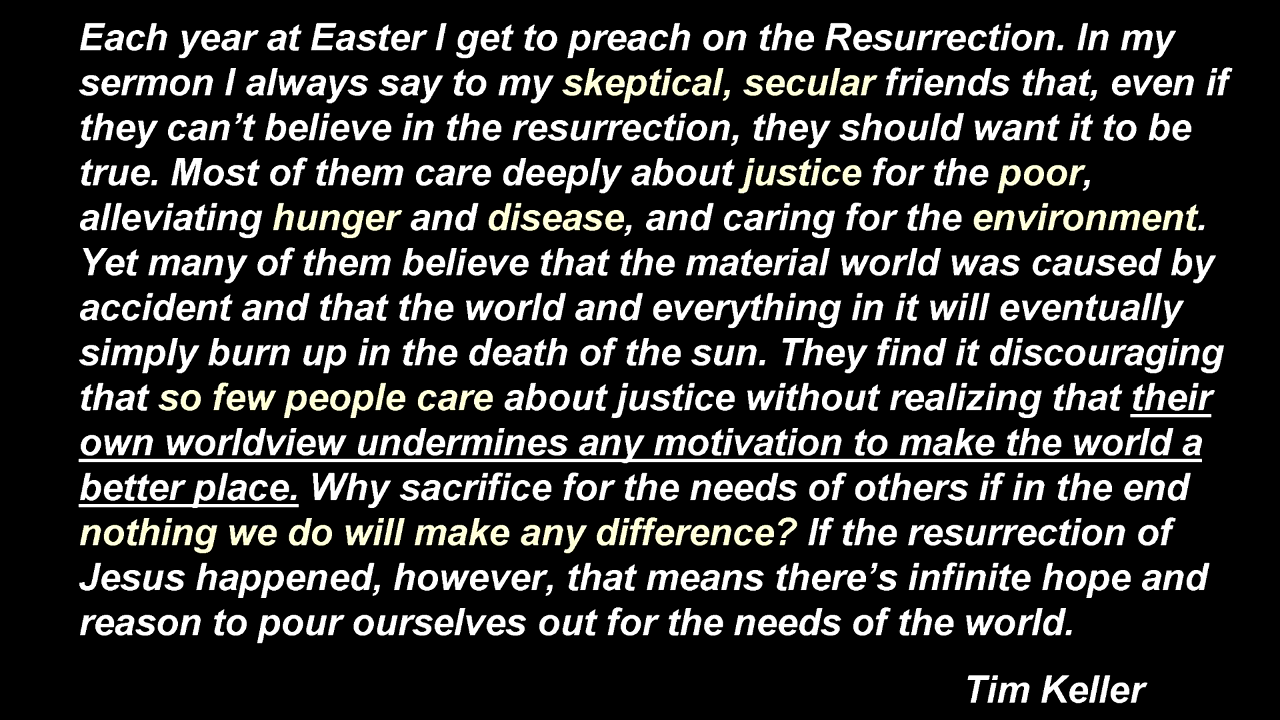 Each year at Easter I get to preach on the Resurrection. In my
sermon I always say to my skeptical, secular friends that, even if
they can’t believe in the resurrection, they should want it to be
true. Most of them care deeply about justice for the poor,
alleviating hunger and disease, and caring for the environment.
Yet many of them believe that the material world was caused by
accident and that the world and everything in it will eventually
simply burn up in the death of the sun. They find it discouraging
that so few people care about justice without realizing that their
own worldview undermines any motivation to make the world a
better place. Why sacrifice for the needs of others if in the end
nothing we do will make any difference? If the resurrection of
Jesus happened, however, that means there’s infinite hope and
reason to pour ourselves out for the needs of the world.
Tim Keller